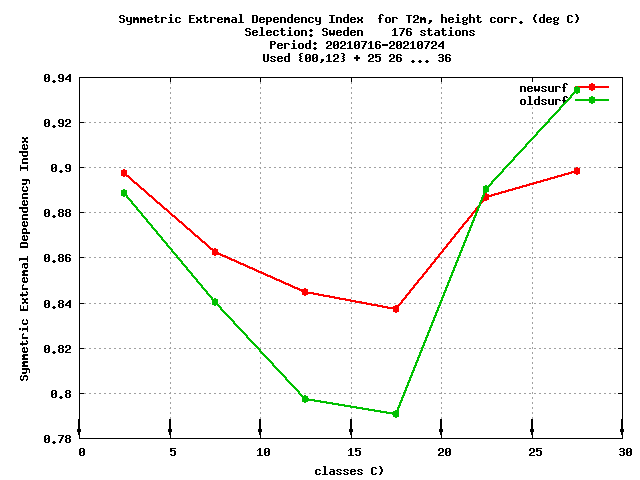 Symmetric Extremal Dependency Index  for T2m, height corr. (deg C)
Selection: Sweden    176 stations
Period: 20210716-20210724
Used {00,12} + 25 26 ... 36
newsurf
oldsurf
Symmetric Extremal Dependency Index
0.94
0.92
0.9
0.88
0.86
0.84
0.82
0.8
0.78
0 5 10 15 20 25 30
classes C)